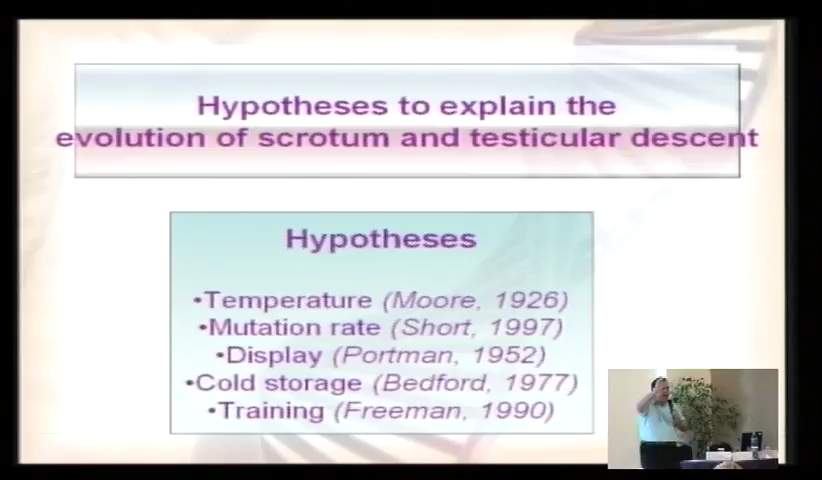 Hypotheses to explain the
evolution of scrotum and testicular descent
Hypotheses
•Temperature (Moore, 1926)
•Mutation rate (Short, 1997)
•Display (Portman, 1952)
•Cold storage (Bedford, 1977)
•Training (Freeman, 1990)